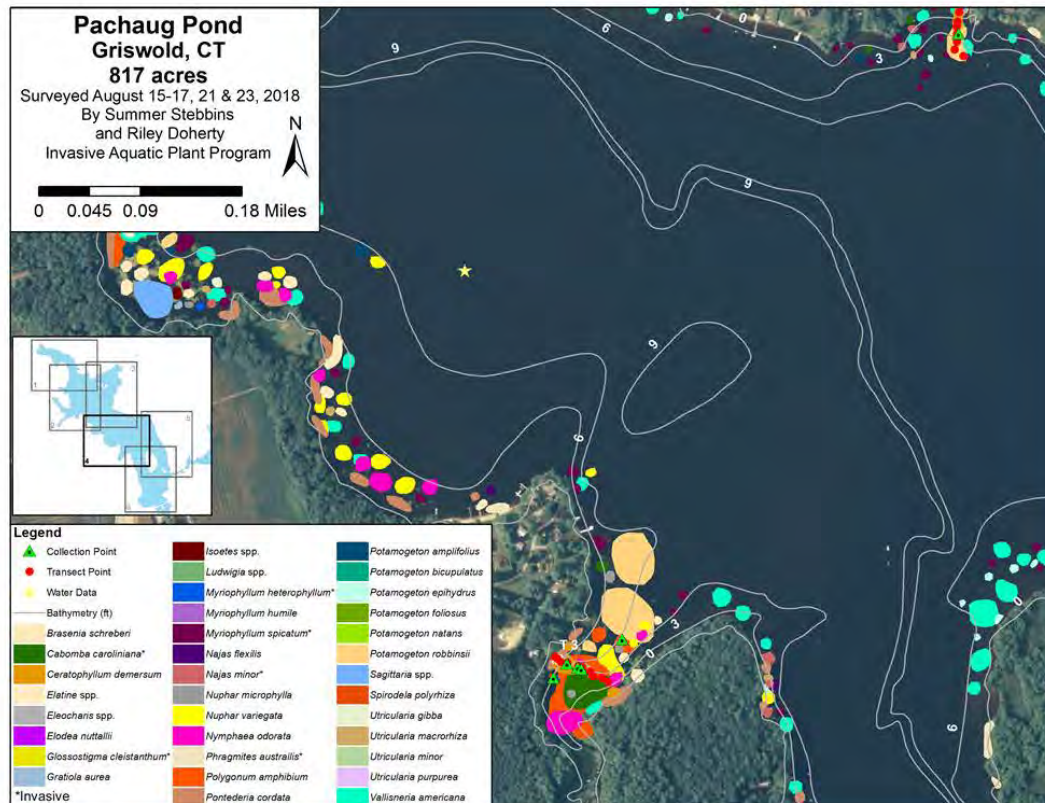 Pachaug Pond
Griswold, CT
817 acres
Surveyed August 15-17, 21 & 23, 2018
By Summer Stebbins
and Riley Doherty
Invasive Aquatic Plant Program
N
0 0.045 0.09 0.18 Miles
0
6
9
3
9
9
6
T 3
3
0
0
6
1
3
4
5
Legend
Collection Point
Transect Point
Water Data
Bathymetry (ft)
Brasenia schreberi
Cabomba caroliniana*
Ceratophyllum demersum
Elatine spp.
Eleocharis spp.
Elodea nuttallii
Glossostigma cleistanthum*
Gratiola aurea
*Invasive
Isoetes spp.
Ludwigia spp.
Myriophyllum heterophyllum*
Myriophyllum humile
Myriophyllum spicatum*
Najas flexilis
Najas minor*
Nuphar microphylla
Nuphar variegata
Nymphaea odorata
Phragmites austrailis*
Polygonum amphibium
Pontederia cordata
Potamogeton amplifolius
Potamogeton bicupulatus
Potamogeton epihydrus
Potamogeton foliosus
Potamogeton natans
Potamogeton robbinsii
Sagittaria spp.
Spirodela polyrhiza
Utricularia gibba
Utricularia macrorhiza
Utricularia minor
Utricularia purpurea
Vallisneria americana